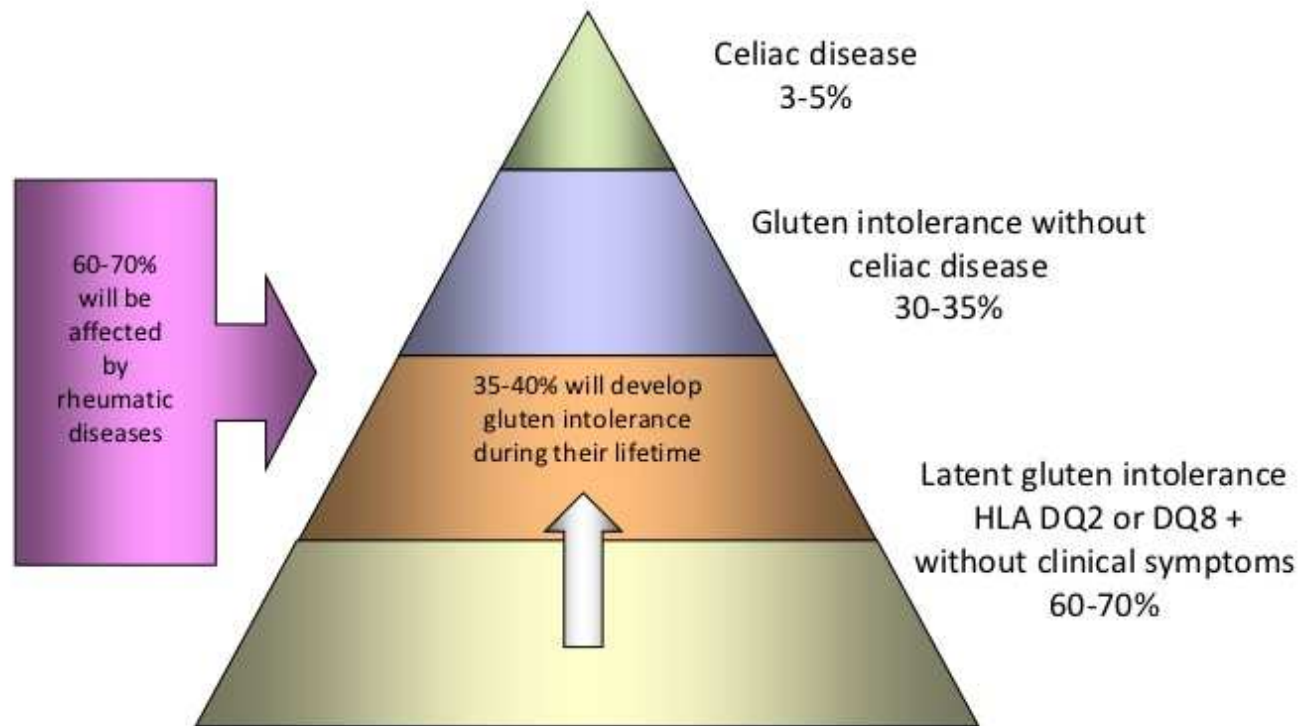 Celiac disease
3-5%
Gluten intolerance without
celiac disease
30-35%
60-70%
will be
affected
by
rheumatic
diseases
35-40% will develop
gluten intolerance
during their lifetime
Latent gluten intolerance
HLA DQ2 or DQ8 +
without clinical symptoms
60-70%